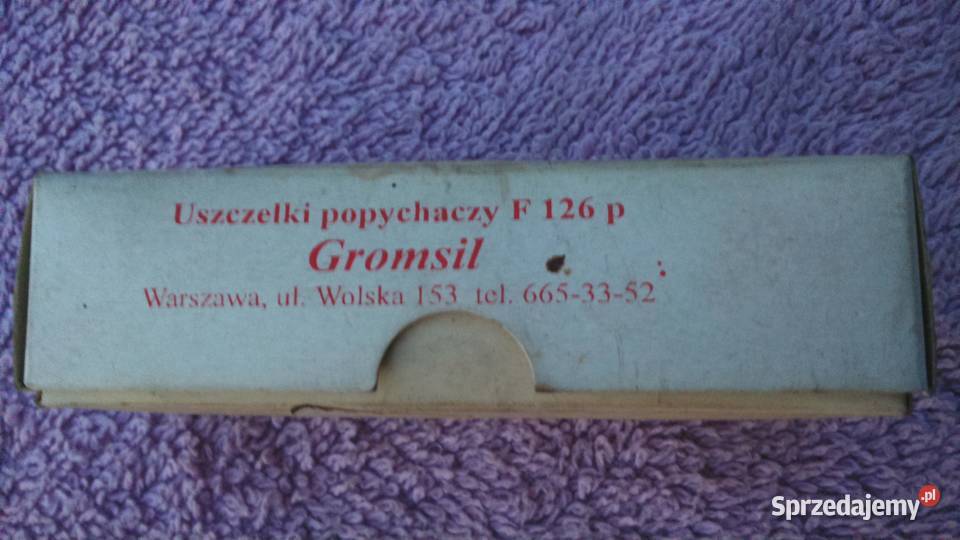 Uszczelki popychaczy F 126 p
Gromsil
Warszawa, ul. Wolska 153 tel. 665-33-52
Sprzedajemy.pl